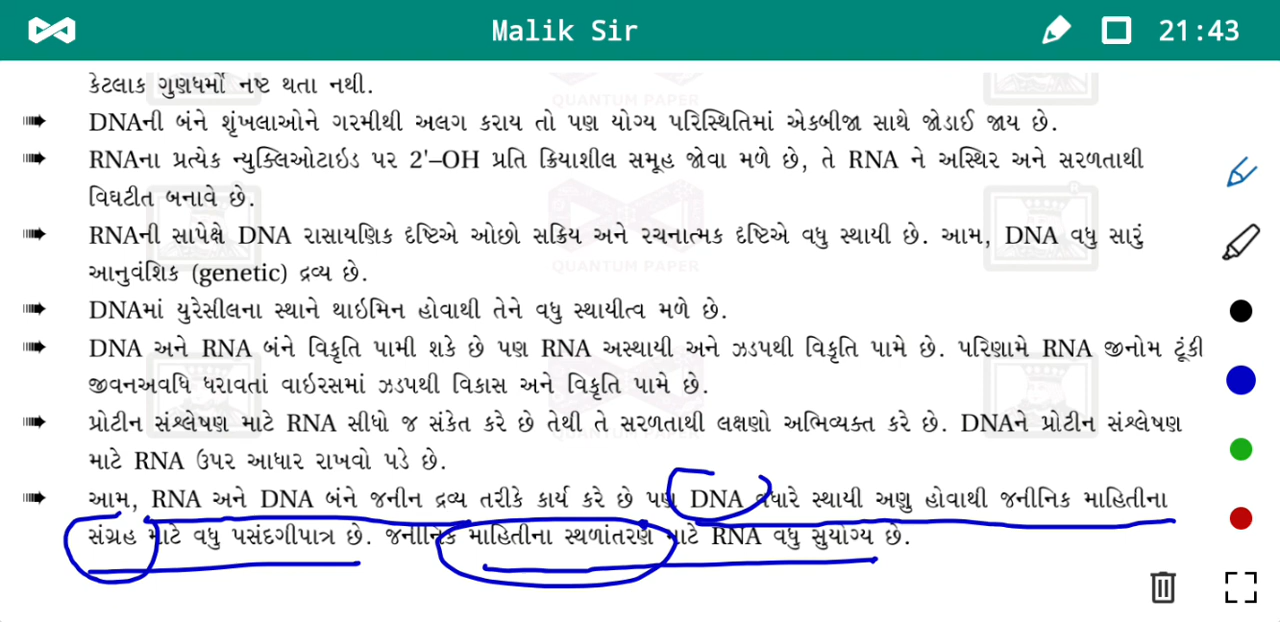 Malik Sir
21:43
કેટલાક ગુણધર્મો નષ્ટ થતા નથી.
DNAની બંને શૃંખલાઓને ગરમીથી અલગ કરાય તો પણ યોગ્ય પરિસ્થિતિમાં એકબીજા સાથે જોડાઈ જાય છે.
RNAના પ્રત્યેક ન્યુક્લિઓટાઇડ પર 2'–OH પ્રતિ ક્રિયાશીલ સમૂહ જોવા મળે છે, તે RNA ને અસ્થિર અને સરળતાથી
વિઘટીત બનાવે છે.
RNAની સાપેક્ષે DNA રાસાયણિક દૃષ્ટિએ ઓછો સક્રિય અને રચનાત્મક દૃષ્ટિએ વધુ સ્થાયી છે. આમ, DNA વધુ સારું
આનુવંશિક (genetic) દ્રવ્ય છે.
QUANTUM PAPER
DNAમાં યુરેસીલના સ્થાને થાઇમિન હોવાથી તેને વધુ સ્થાયીત્વ મળે છે.
DNA અને RNA બંને વિકૃતિ પામી શકે છે પણ RNA અસ્થાયી અને ઝડપથી વિકૃતિ પામે છે. પરિણામે RNA જીનોમ ટૂંકી
જીવનઅવધિ ધરાવતાં વાઇરસમાં ઝડપથી વિકાસ અને વિકૃતિ પામે છે.
પ્રોટીન સંશ્લેષણ માટે RNA સીધો જ સંકેત કરે છે તેથી તે સરળતાથી લક્ષણો અભિવ્યક્ત કરે છે. DNAને પ્રોટીન સંશ્લેષણ
માટે RNA ઉપર આધાર રાખવો પડે છે.
આમ, RNA અને DNA બંને જનીન દ્રવ્ય તરીકે કાર્ય કરે છે પણ DNA વધારે સ્થાયી અણુ હોવાથી જનીનિક માહિતીના
સંગ્રહ માટે વધુ પસંદગીપાત્ર છે. જનીનિક માહિતીના સ્થળાંતરણ માટે RNA વધુ સુયોગ્ય છે.